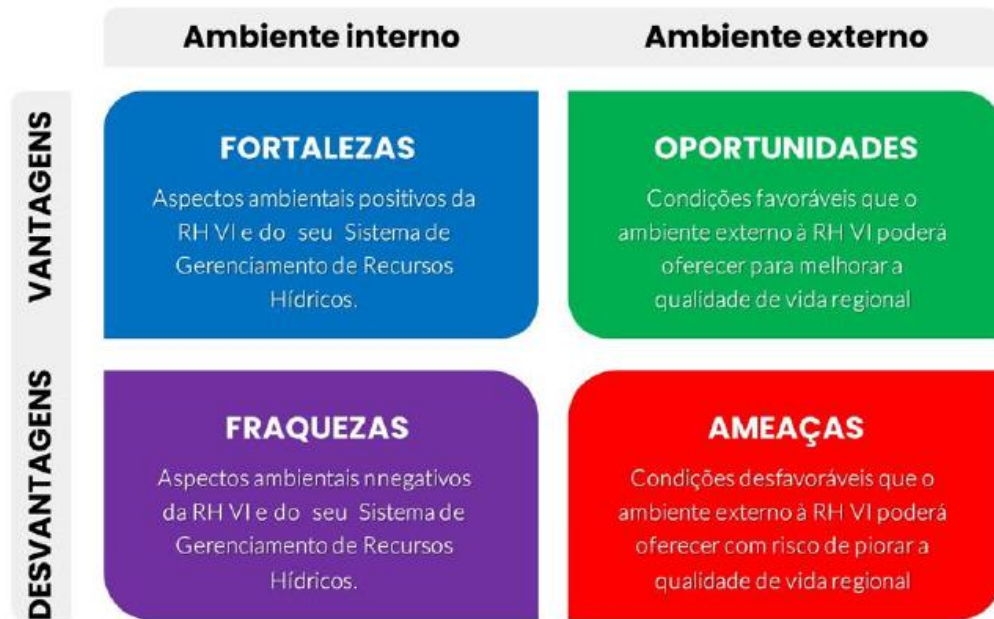 Ambiente interno
Ambiente externo
VANTAGENS
FORTALEZAS
Aspectos ambientais positivos da
RH VI e do seu Sistema de
Gerenciamento de Recursos
Hídricos.
OPORTUNIDADES
Condições favoráveis que o
ambiente externo à RH VI poderá
oferecer para melhorar a
qualidade de vida regional
DESVANTAGENS
FRAQUEZAS
Aspectos ambientais nnegativos
da RH VI e do seu Sistema de
Gerenciamento de Recursos
Hídricos.
AMEAÇAS
Condições desfavoráveis que o
ambiente externo à RH VI poderá
oferecer com risco de piorar a
qualidade de vida regional